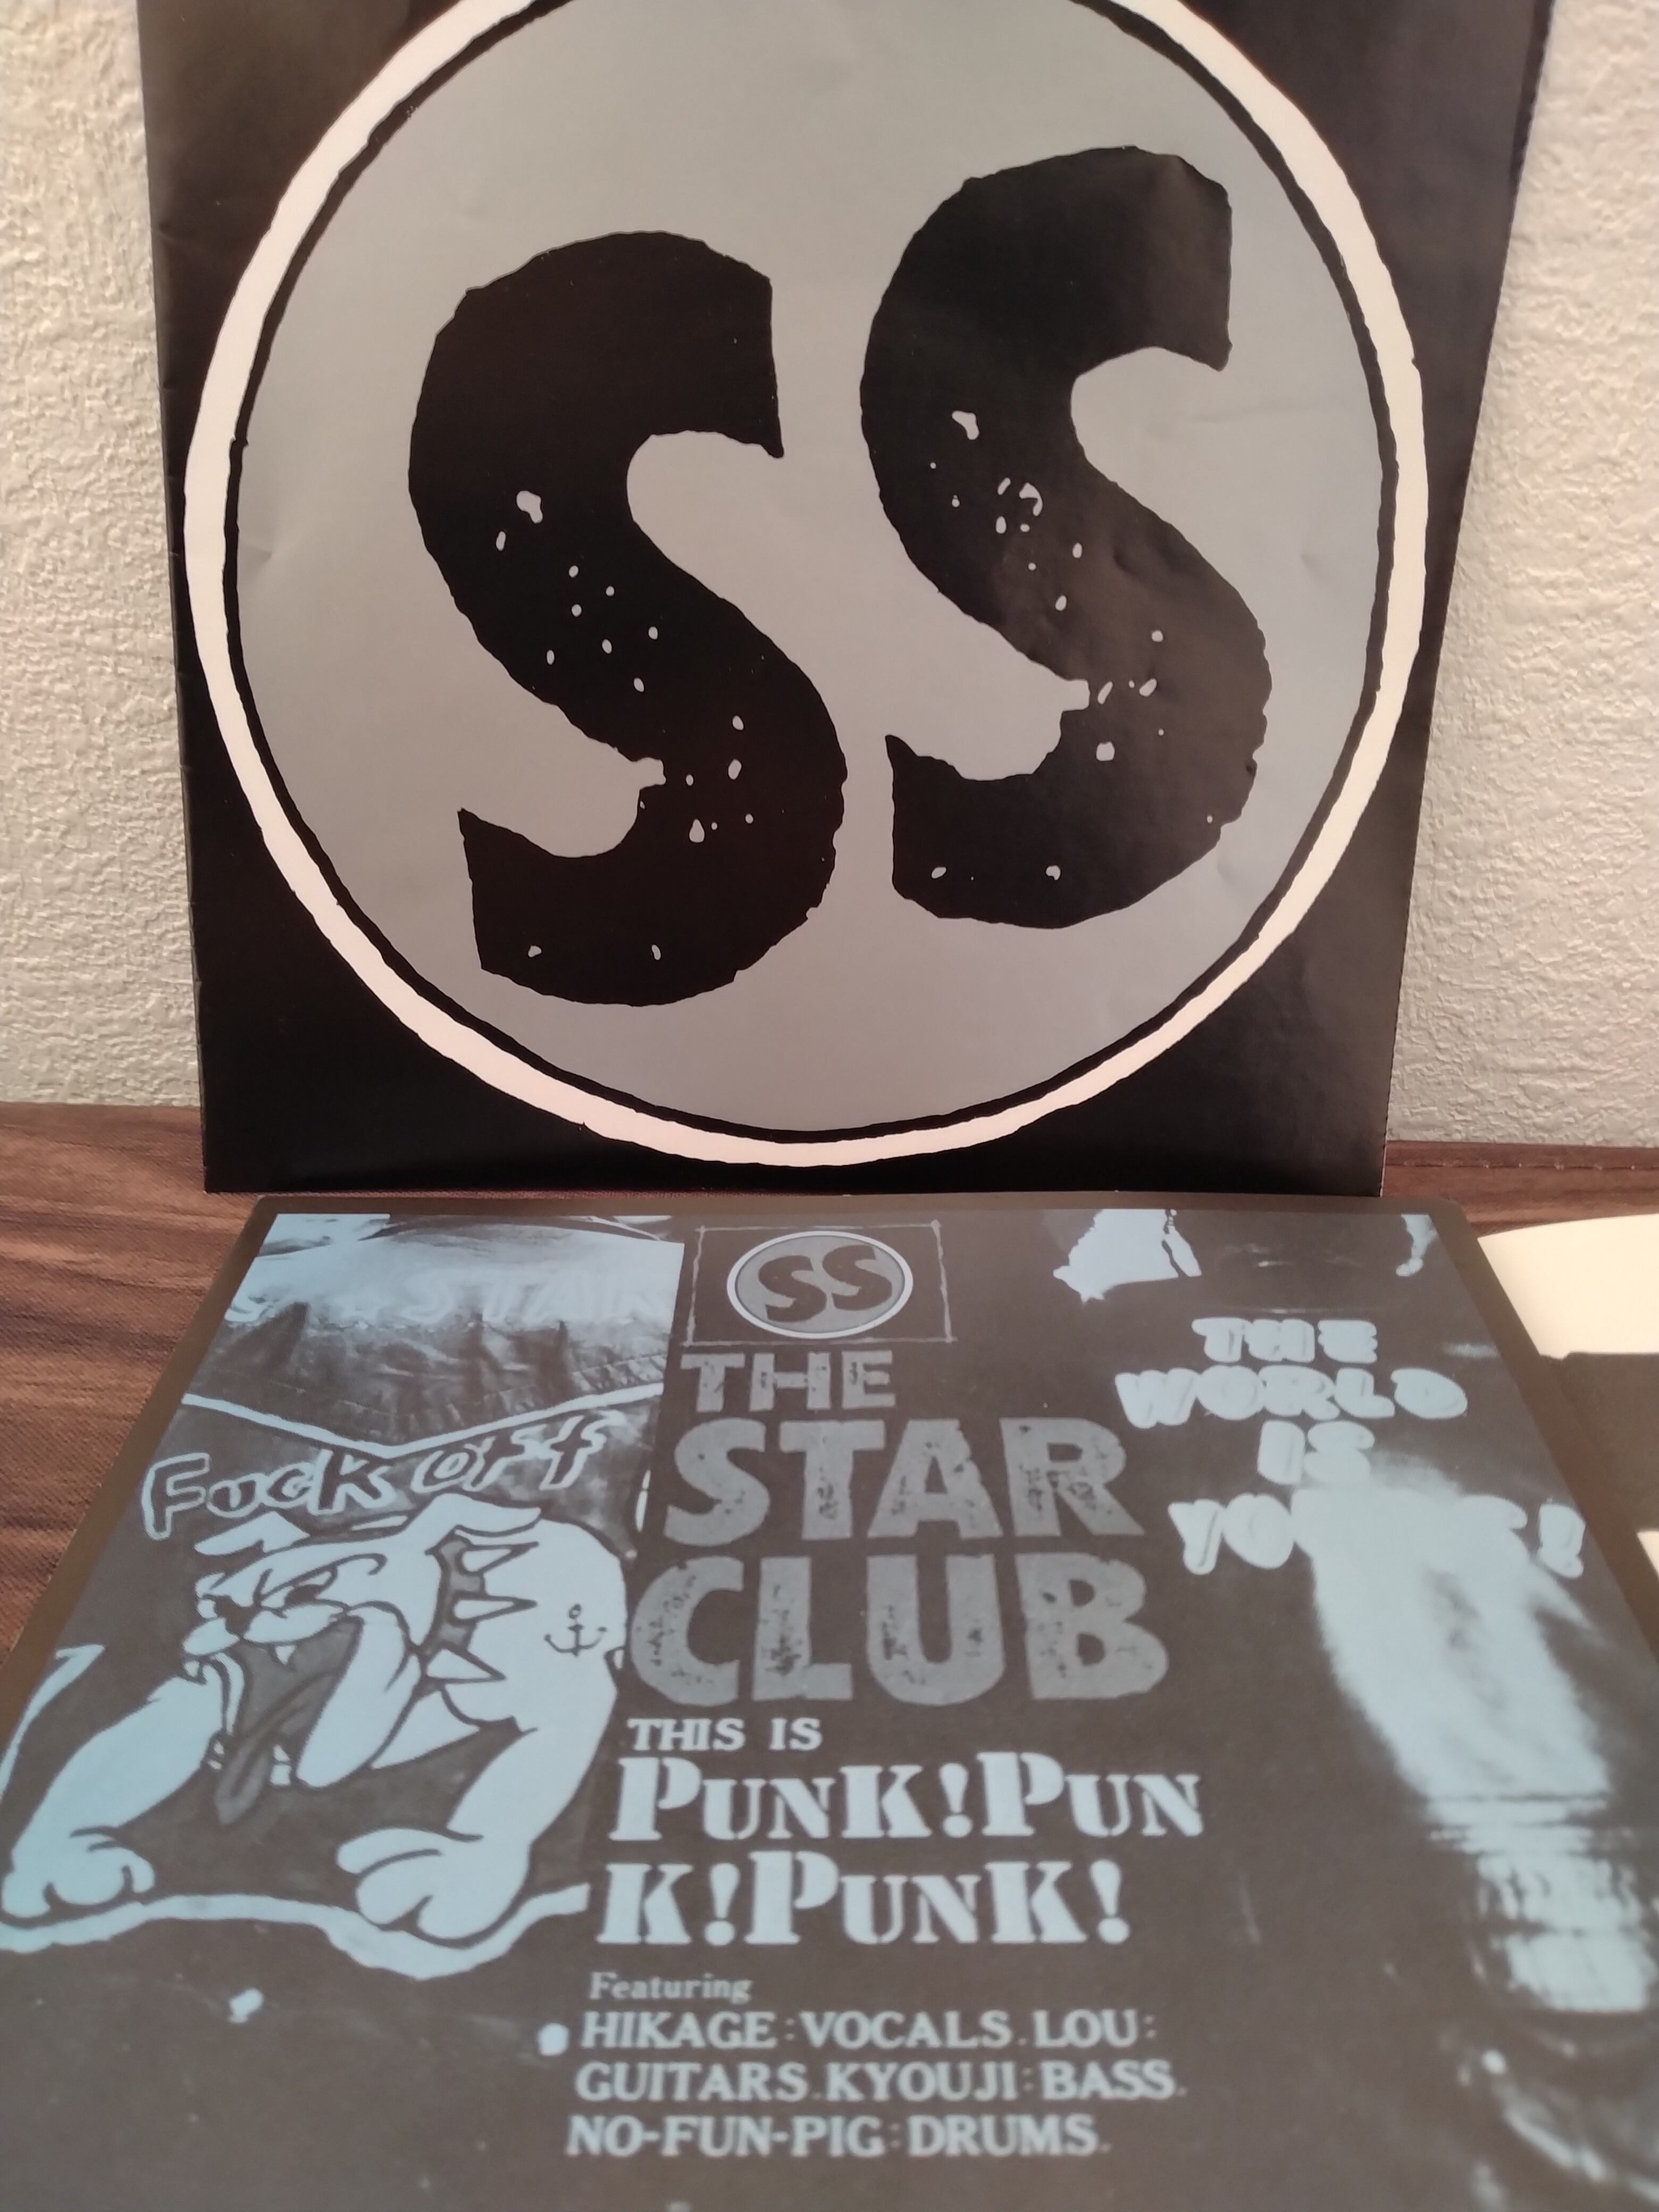 SS
SS
THE
STAR
CLUB
THIS IS
PUNK!PUN
K!PUNK!
Featuring
HIKAGE:VOCALS.LOU:
GUITARS.KYOUJI:BASS.
NO-FUN-PIG:DRUMS.
FUCK OFF
THE
WORLD
IS